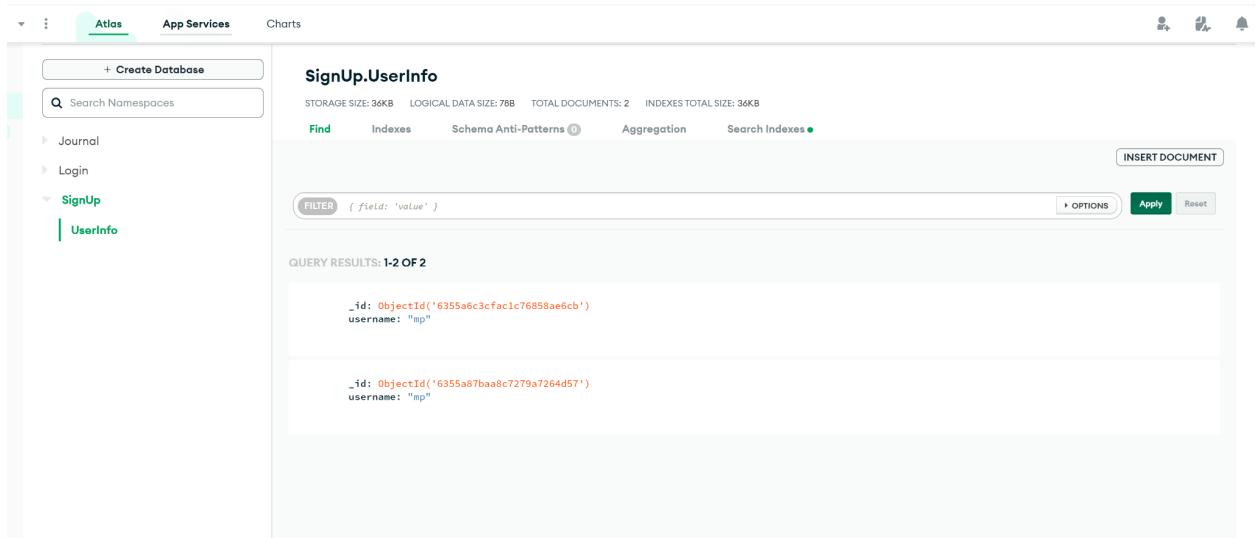 Atlas App Services Charts
+ Create Database
Search Namespaces
Journal
Login
SignUp
UserInfo
SignUp.UserInfo
STORAGE SIZE: 36KB LOGICAL DATA SIZE: 78B TOTAL DOCUMENTS: 2 INDEXES TOTAL SIZE: 36KB
Find Indexes Schema Anti-Patterns 0 Aggregation Search Indexes
INSERT DOCUMENT
FILTER { field: 'value' } OPTIONS Apply Reset
QUERY RESULTS: 1-2 OF 2
_id: ObjectId('6355a6c3cfac1c76858ae6cb')
username: "mp"
_id: ObjectId('6355a87baa8c7279a7264d57')
username: "mp"